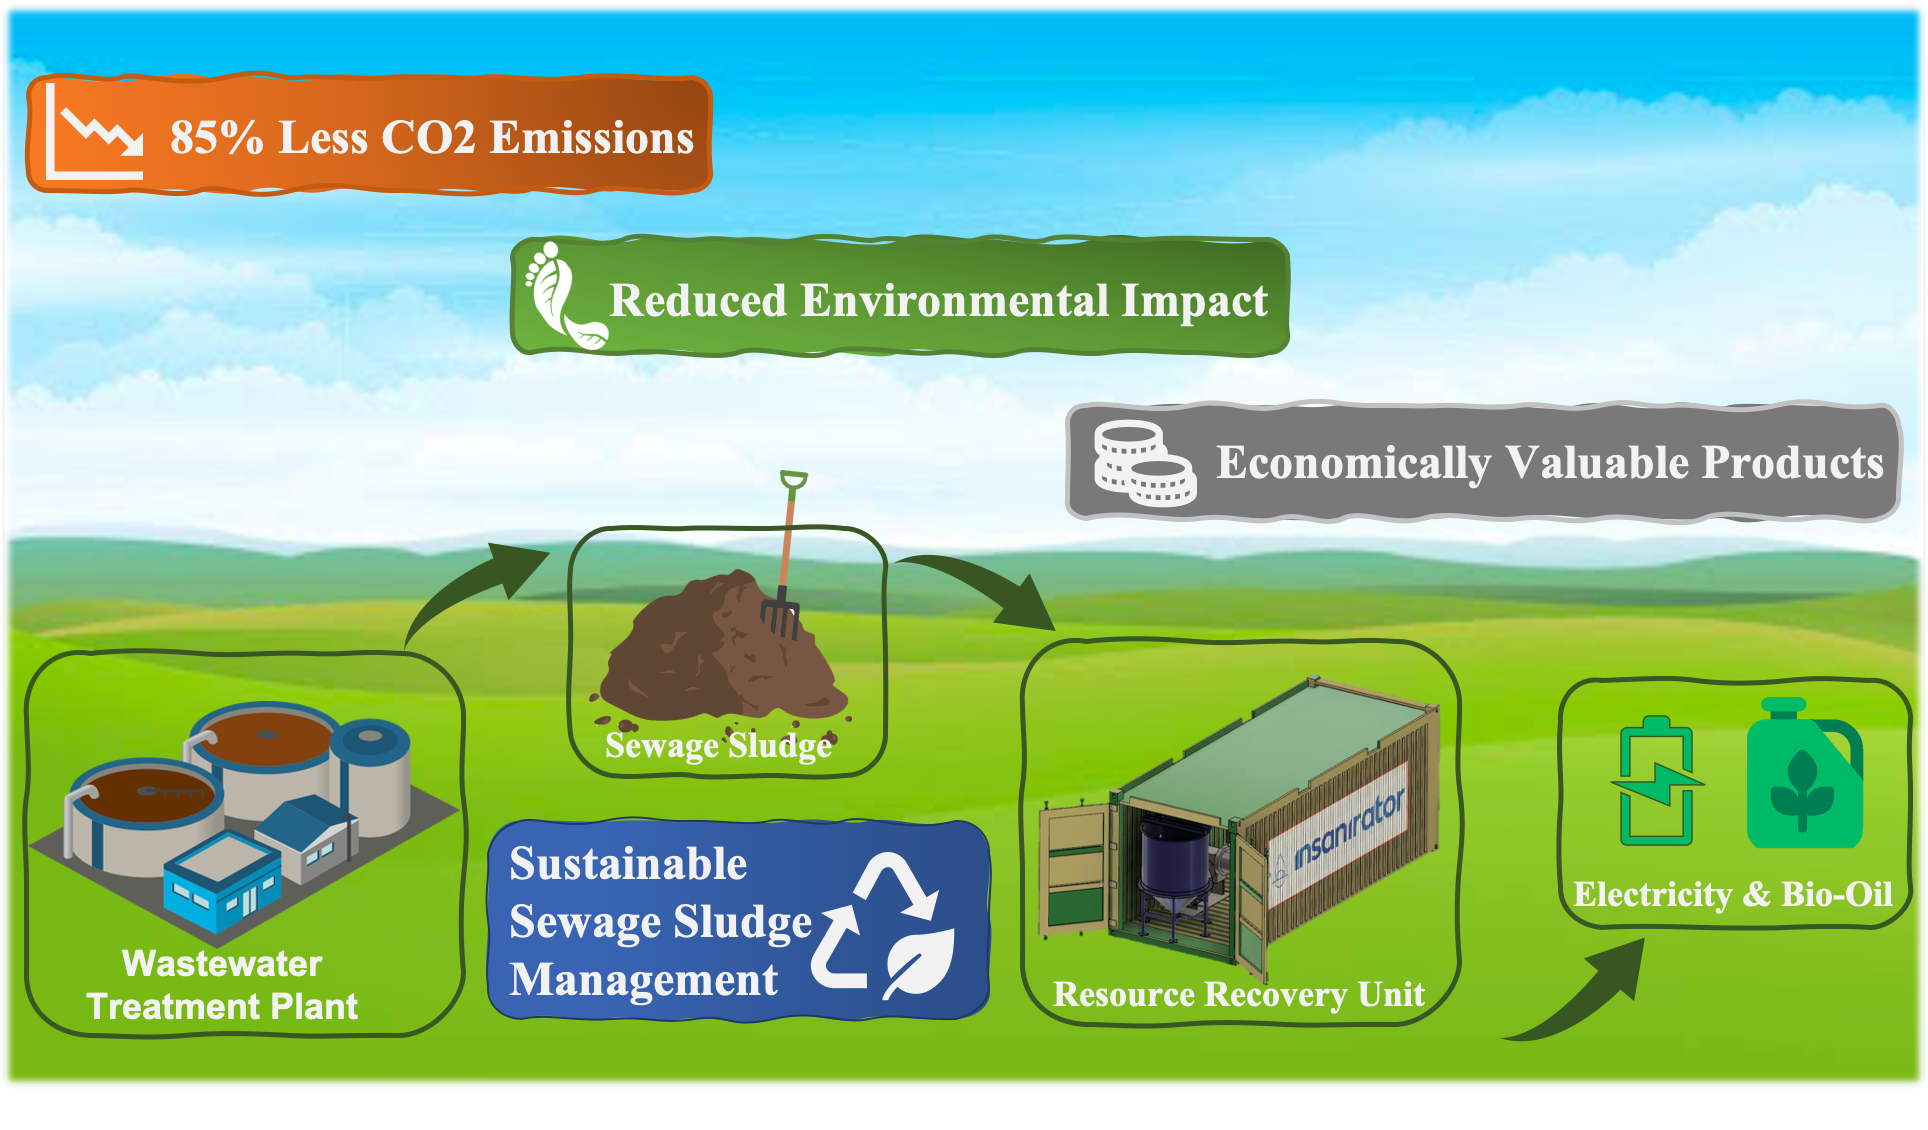 85% Less CO2 Emissions
Reduced Environmental Impact
Economically Valuable Products
Sewage Sludge
Wastewater
Treatment Plant
Sustainable
Sewage Sludge
Management
insanirator
Resource Recovery Unit
Electricity & Bio-Oil